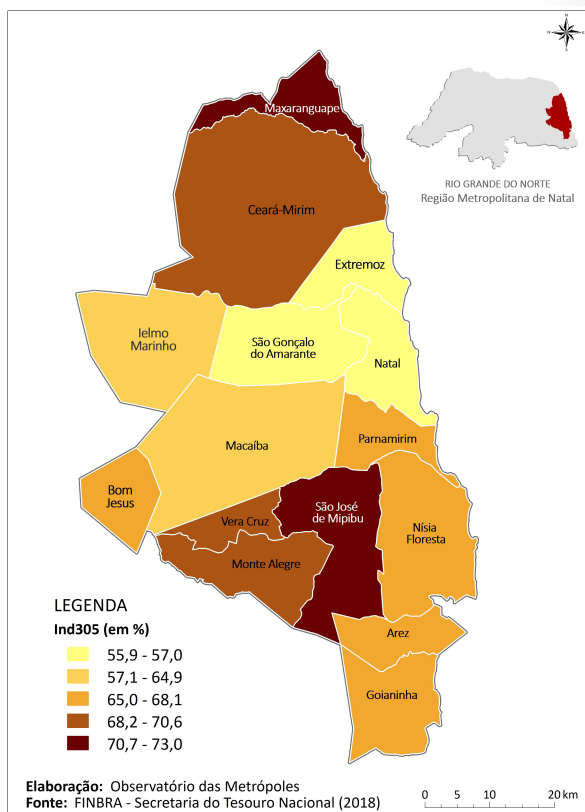 N
O
E
S
RIO GRANDE DO NORTE
Região Metropolitana de Natal
Maxaranguape
Ceará-Mirim
Extremoz
Ielmo
Marinho
São Gonçalo
do Amarante
Natal
Macaíba
Parnamirim
Bom
Jesus
São José
de Mipibu
Vera Cruz
Nísia
Floresta
Monte Alegre
Arez
Goianinha
LEGENDA
Ind305 (em %)
55,9 - 57,0
57,1 - 64,9
65,0 - 68,1
68,2 - 70,6
70,7 - 73,0
Elaboração: Observatório das Metrópoles
Fonte: FINBRA - Secretaria do Tesouro Nacional (2018)
0 5 10 20 km